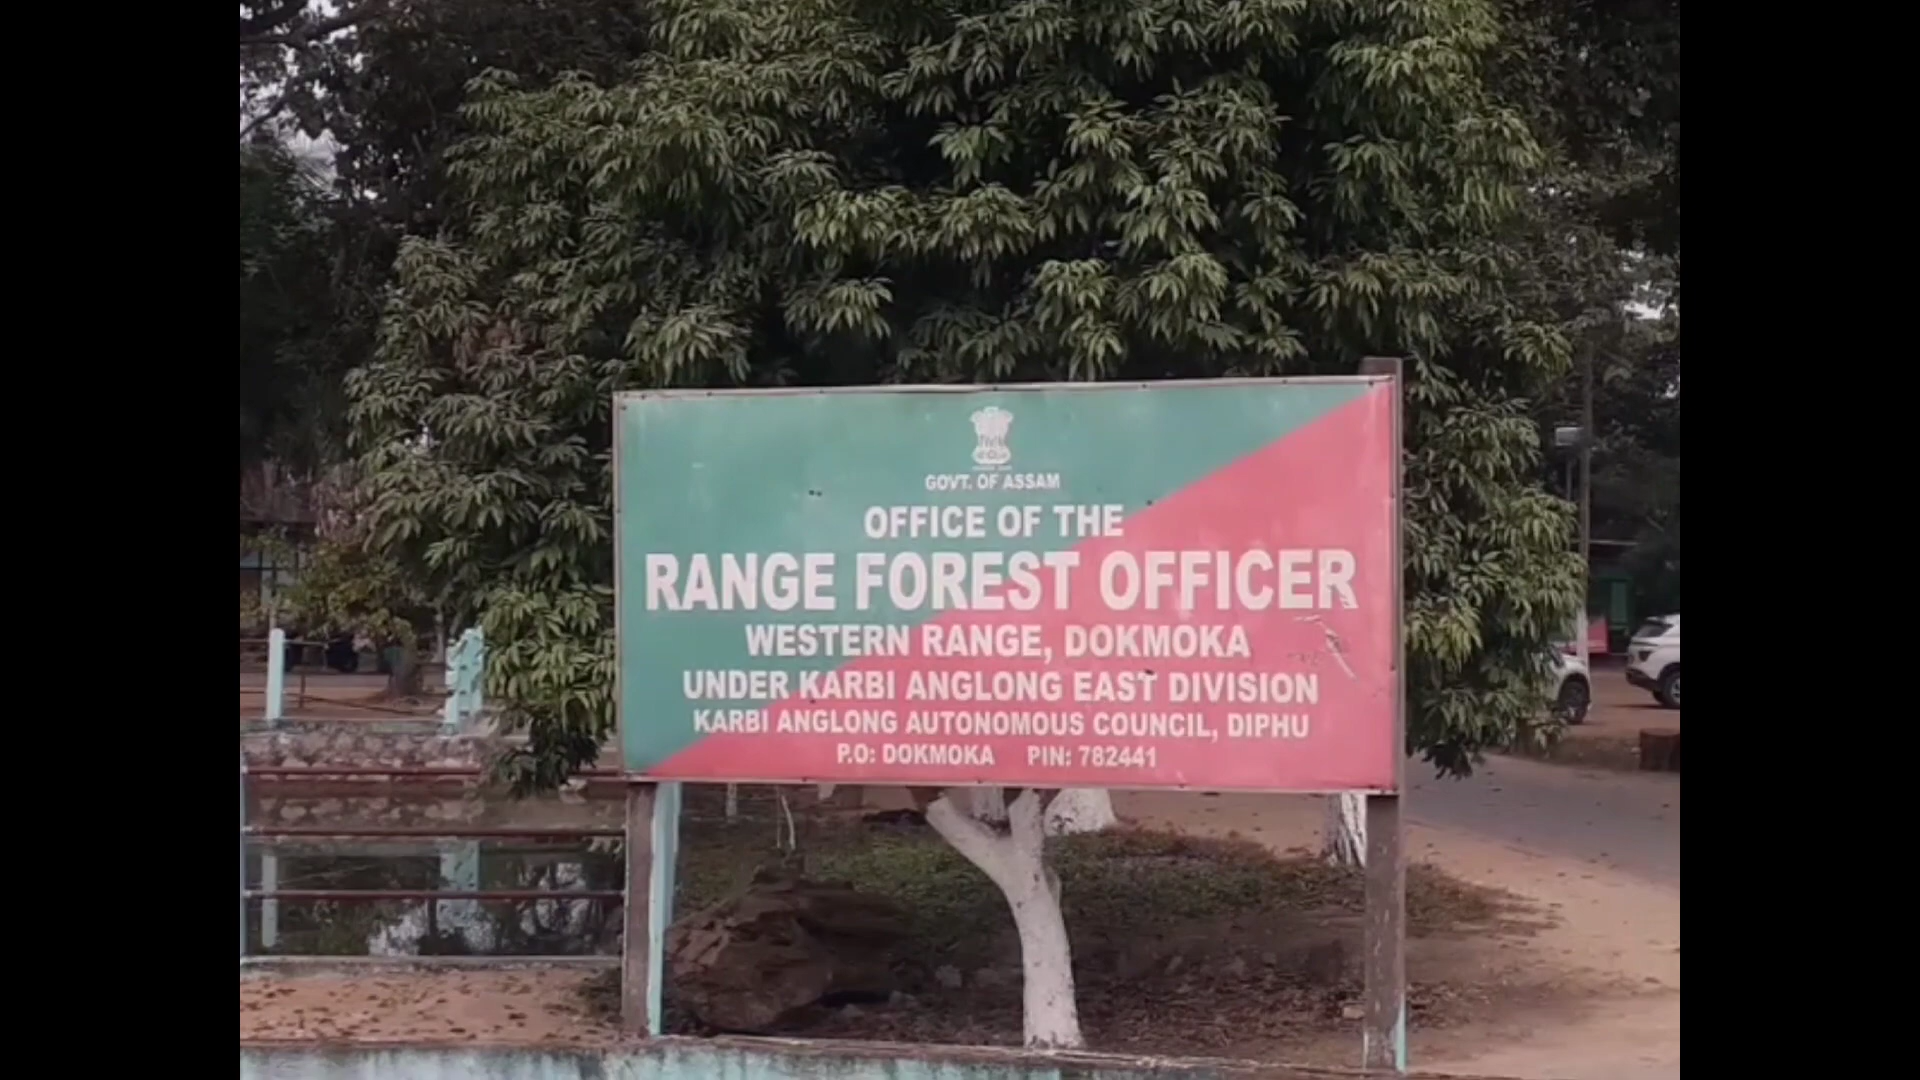 GOVT. OF ASSAM
OFFICE OF THE
RANGE FOREST OFFICER
WESTERN RANGE, DOKMOKA
UNDER KARBI ANGLONG EAST DIVISION
KARBI ANGLONG AUTONOMOUS COUNCIL, DIPHU
P.O: DOKMOKA PIN: 782441